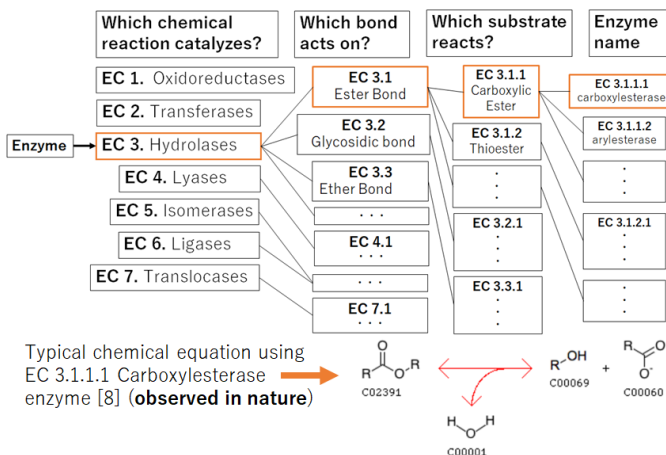 Which chemical
reaction catalyzes?
Which bond
acts on?
Which substrate
reacts?
Enzyme
name
Enzyme
EC 1. Oxidoreductases
EC 2. Transferases
EC 3. Hydrolases
EC 4. Lyases
EC 5. Isomerases
EC 6. Ligases
EC 7. Translocases
EC 3.1
Ester Bond
EC 3.2
Glycosidic bond
EC 3.3
Ether Bond
. . .
EC 4.1
. . .
. . .
EC 7.1
. . .
EC 3.1.1
Carboxylic
Ester
EC 3.1.2
Thioester
.
.
.
EC 3.2.1
.
.
.
EC 3.3.1
.
.
.
EC 3.1.1.1
carboxylesterase
EC 3.1.1.2
arylesterase
.
.
.
EC 3.1.2.1
.
.
.
.
.
.
Typical chemical equation using
EC 3.1.1.1 Carboxylesterase
enzyme [8] (observed in nature)
O
R O R
C02391
H O H
C00001
R OH
C00069
+
R O
O-
C00060